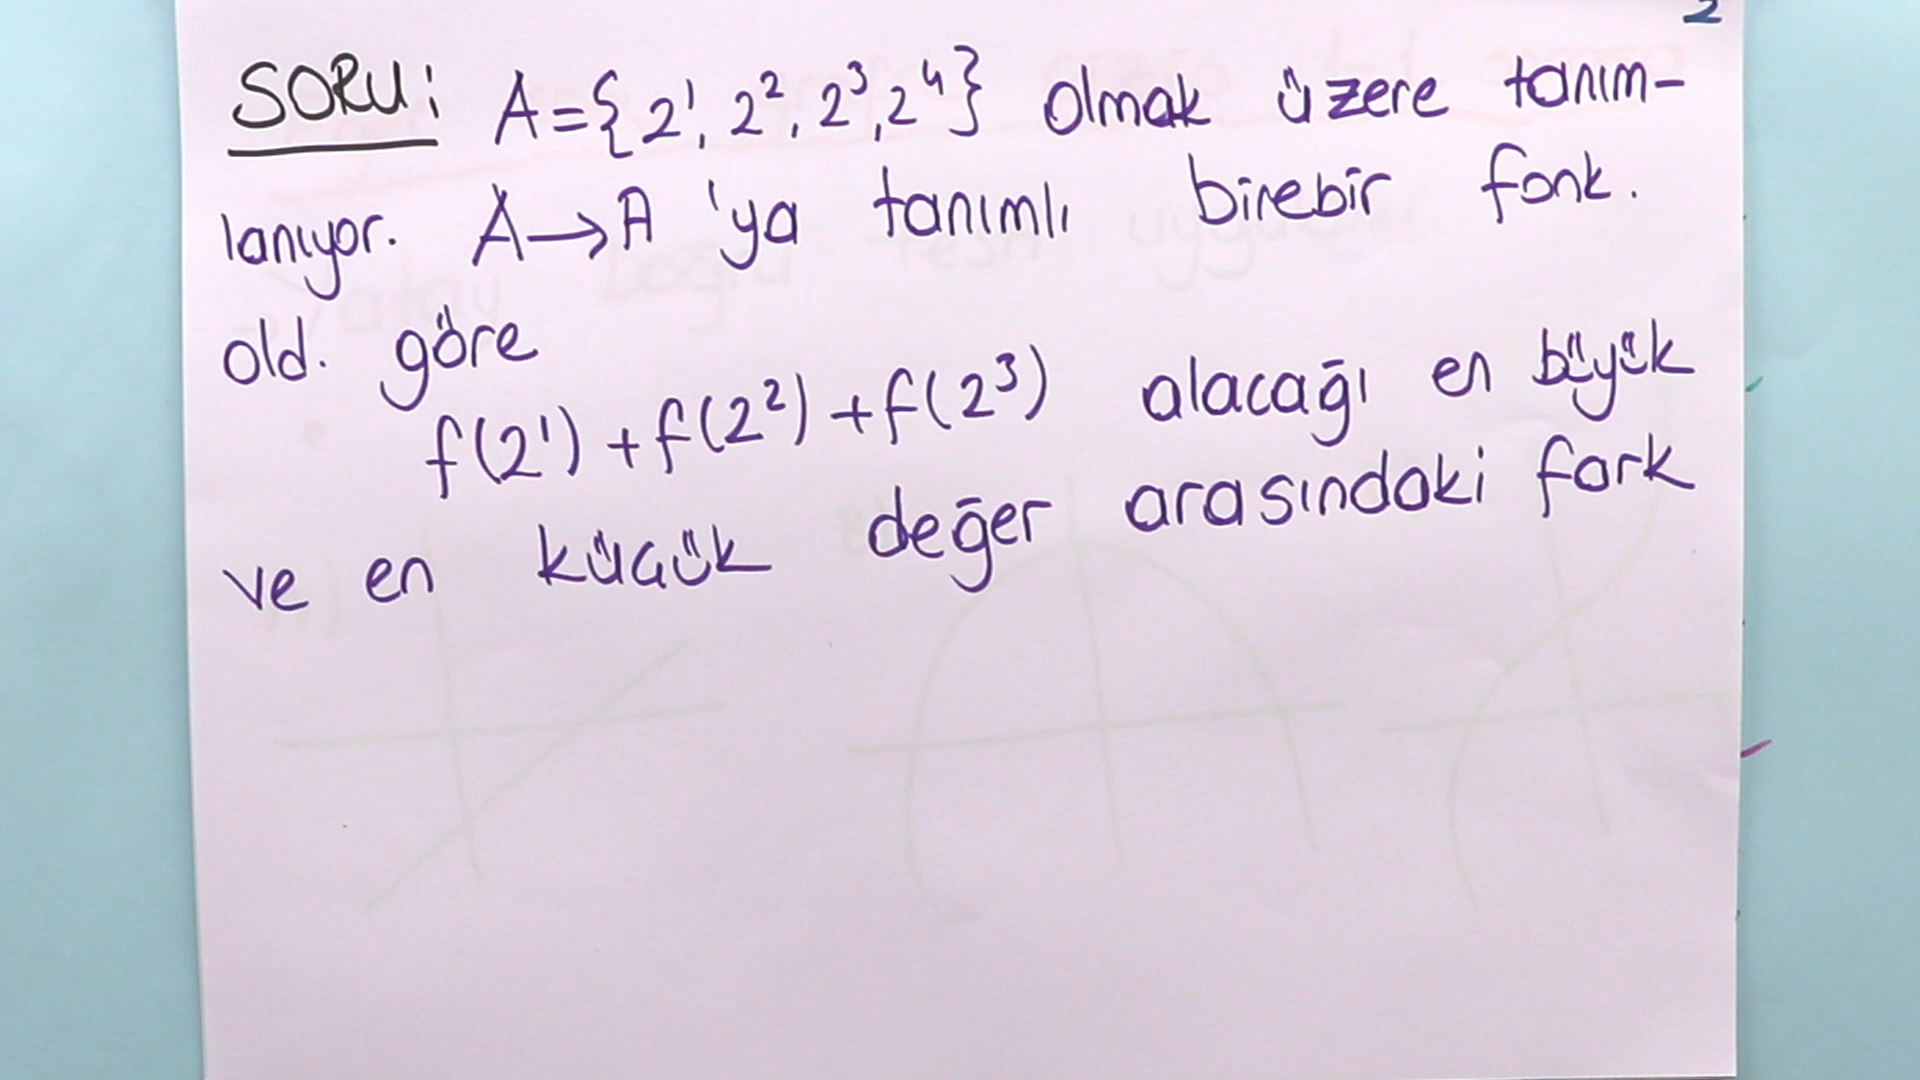 2
SORU: A={2¹, 2², 2³, 2⁴} olmak üzere tanım-
lanıyor. A→A 'ya tanımlı birebir fonk.
old. göre
f(2¹) + f(2²) + f(2³) alacağı en büyük
ve en küçük değer arasındaki fark